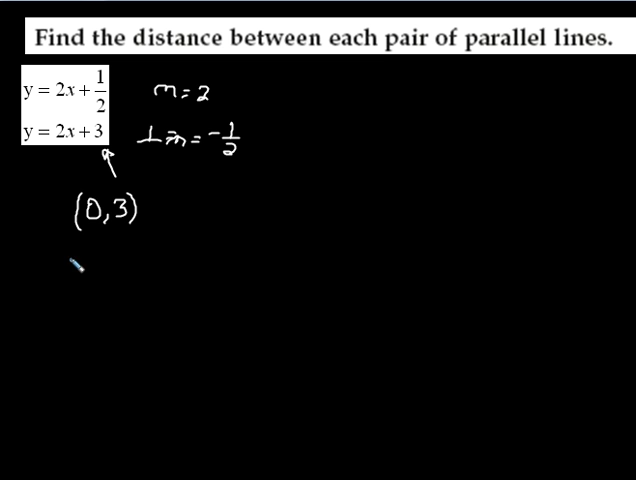 Find the distance between each pair of parallel lines.
y = 2x + 1/2
m = 2
y = 2x + 3
⊥ m = -1/2
(0,3)